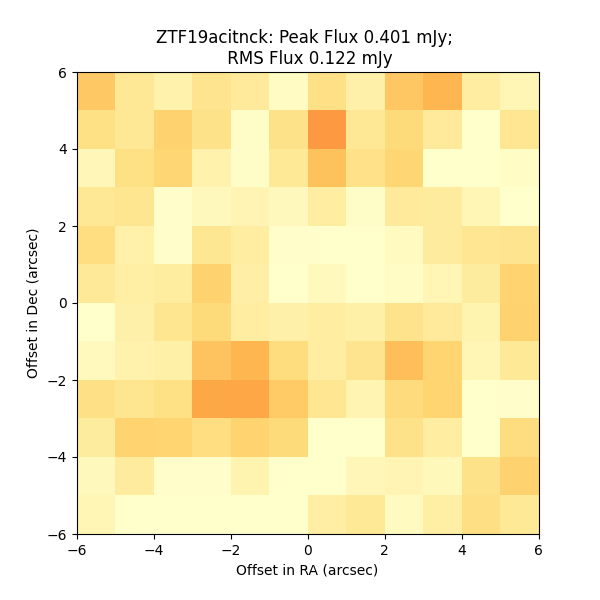 ZTF19acitnck: Peak Flux 0.401 mJy;
RMS Flux 0.122 mJy
6
4
2
0
−2
−4
−6
Offset in Dec (arcsec)
−6 −4 −2 0 2 4 6
Offset in RA (arcsec)